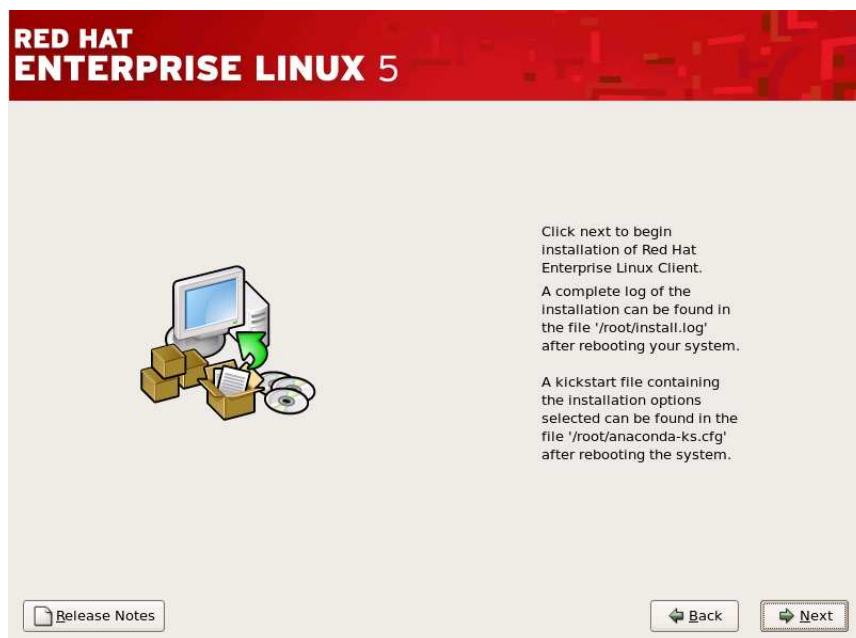 RED HAT
ENTERPRISE LINUX 5
Click next to begin
installation of Red Hat
Enterprise Linux Client.
A complete log of the
installation can be found in
the file '/root/install.log'
after rebooting your system.
A kickstart file containing
the installation options
selected can be found in the
file '/root/anaconda-ks.cfg'
after rebooting the system.
Release Notes
Back
Next